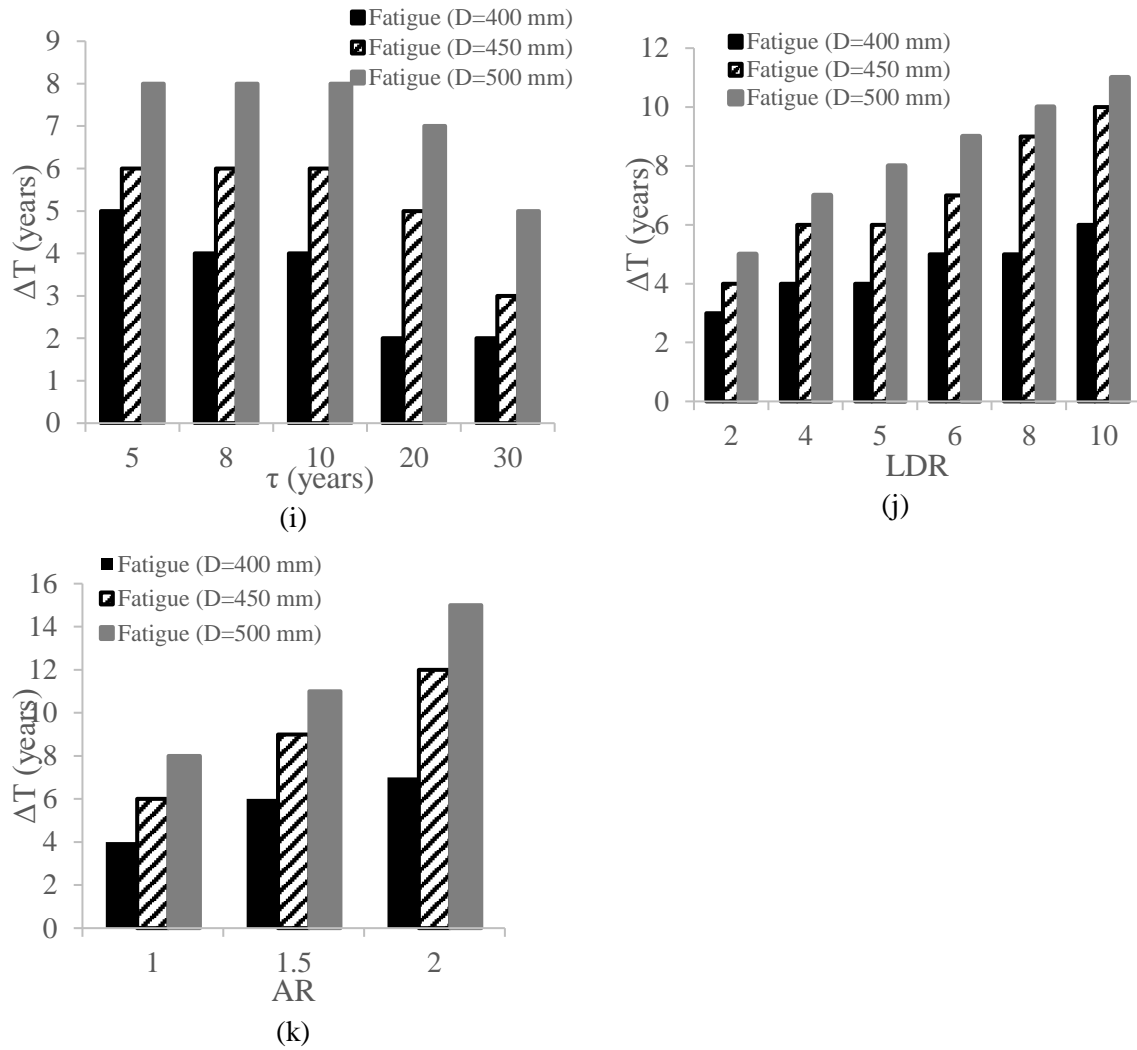 Fatigue (D=400 mm)
Fatigue (D=450 mm)
Fatigue (D=500 mm)
ΔT (years)
9
8
7
6
5
4
3
2
1
0
5 8 10 20 30
τ (years)
(i)
Fatigue (D=400 mm)
Fatigue (D=450 mm)
Fatigue (D=500 mm)
ΔT (years)
12
10
8
6
4
2
0
2 4 5 6 8 10
LDR
(j)
Fatigue (D=400 mm)
Fatigue (D=450 mm)
Fatigue (D=500 mm)
ΔT (years)
16
14
12
10
8
6
4
2
0
1 1.5 2
AR
(k)